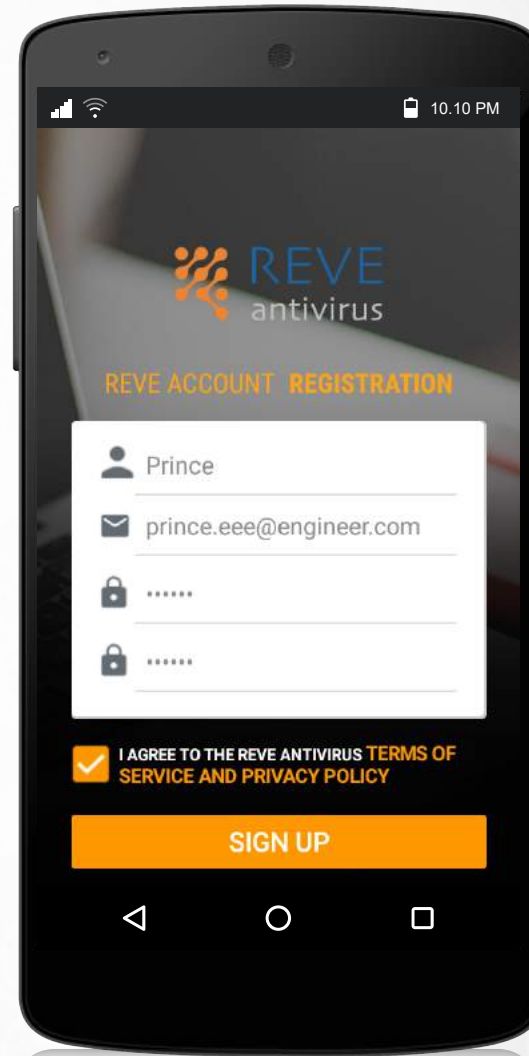 10.10 PM
REVE
antivirus
REVE ACCOUNT REGISTRATION
Prince
prince.eee@engineer.com
••••••
••••••
I AGREE TO THE REVE ANTIVIRUS TERMS OF
SERVICE AND PRIVACY POLICY
SIGN UP